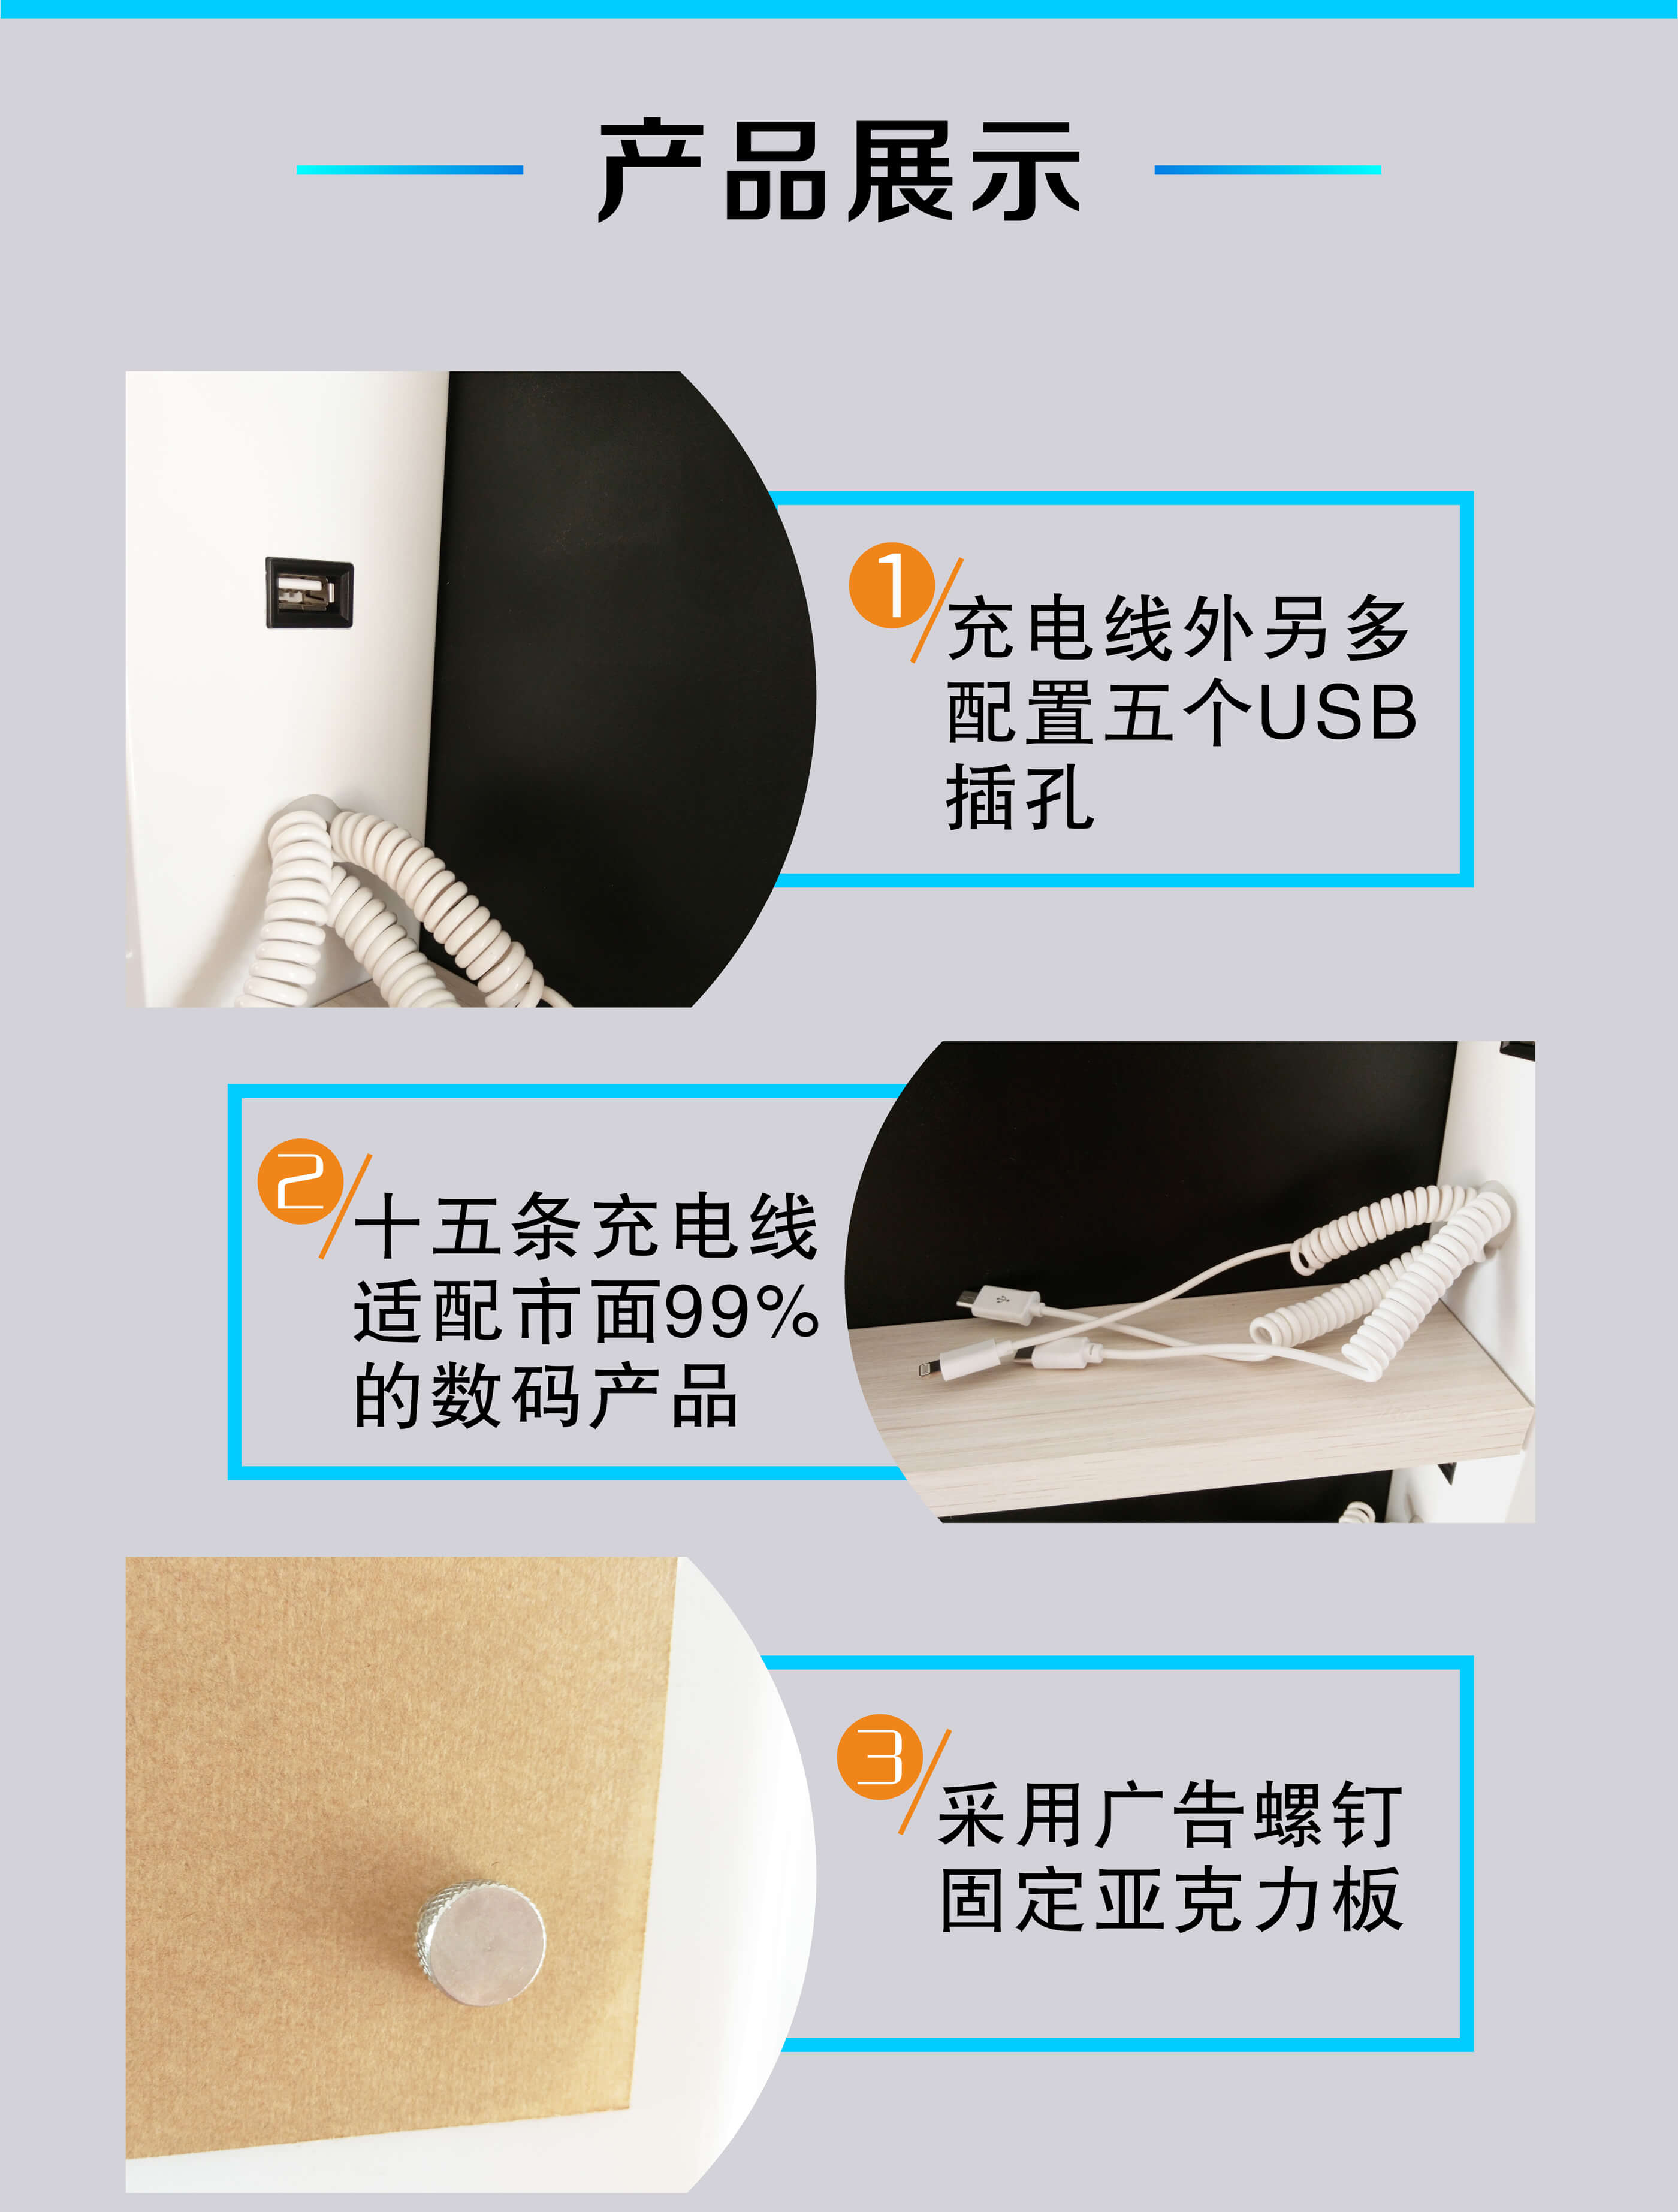 产品展示
1
充电线外另多
配置五个USB
插孔
2
十五条充电线
适配市面99%
的数码产品
3
采用广告螺钉
固定亚克力板